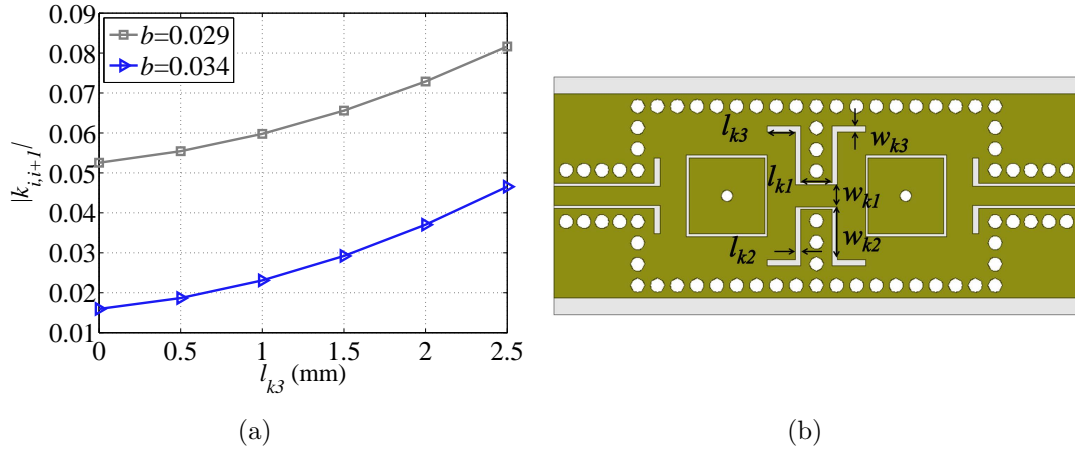 0.09
0.08
0.07
0.06
0.05
0.04
0.03
0.02
0.01
|k_{i,i+1}|
b=0.029
b=0.034
0 0.5 1 1.5 2 2.5
l_{k3} (mm)
(a)
l_{k3}
w_{k3}
l_{k1}
w_{k1}
w_{k2}
l_{k2}
(b)